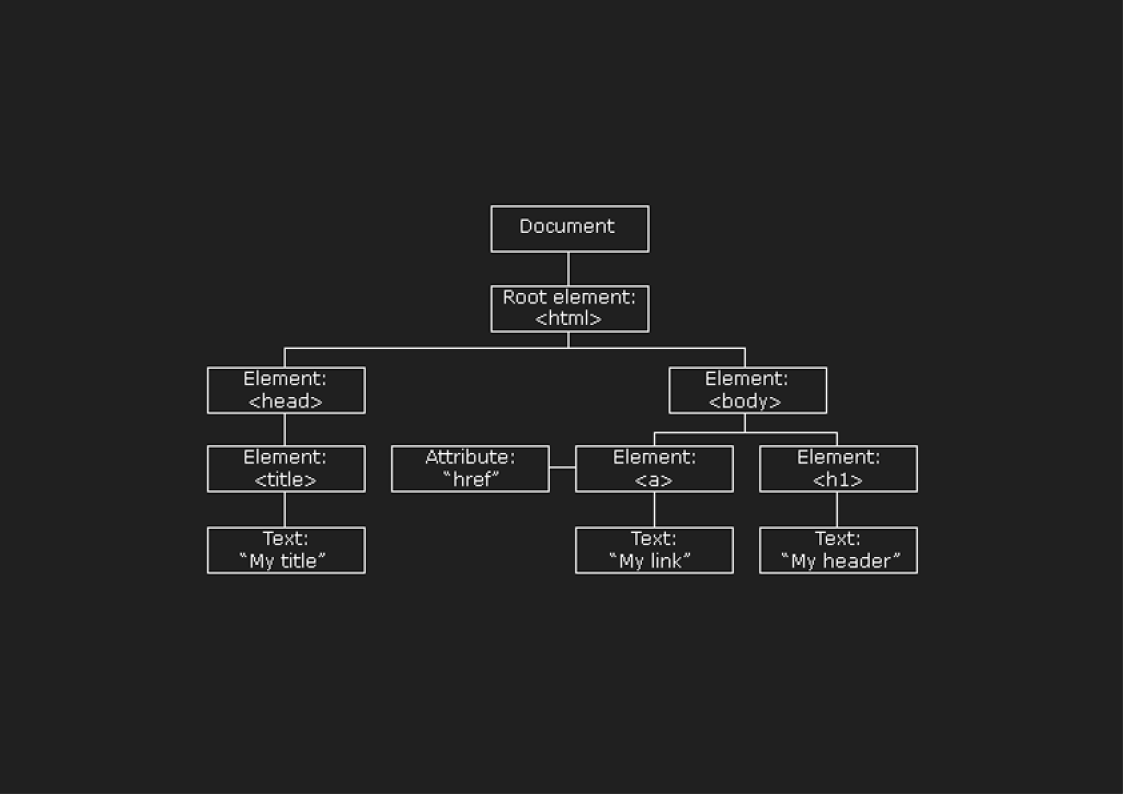 Document
Root element:
<html>
Element:
<head>
Element:
<body>
Element:
<title>
Attribute:
“href”
Element:
<a>
Element:
<h1>
Text:
“My title”
Text:
“My link”
Text:
“My header”